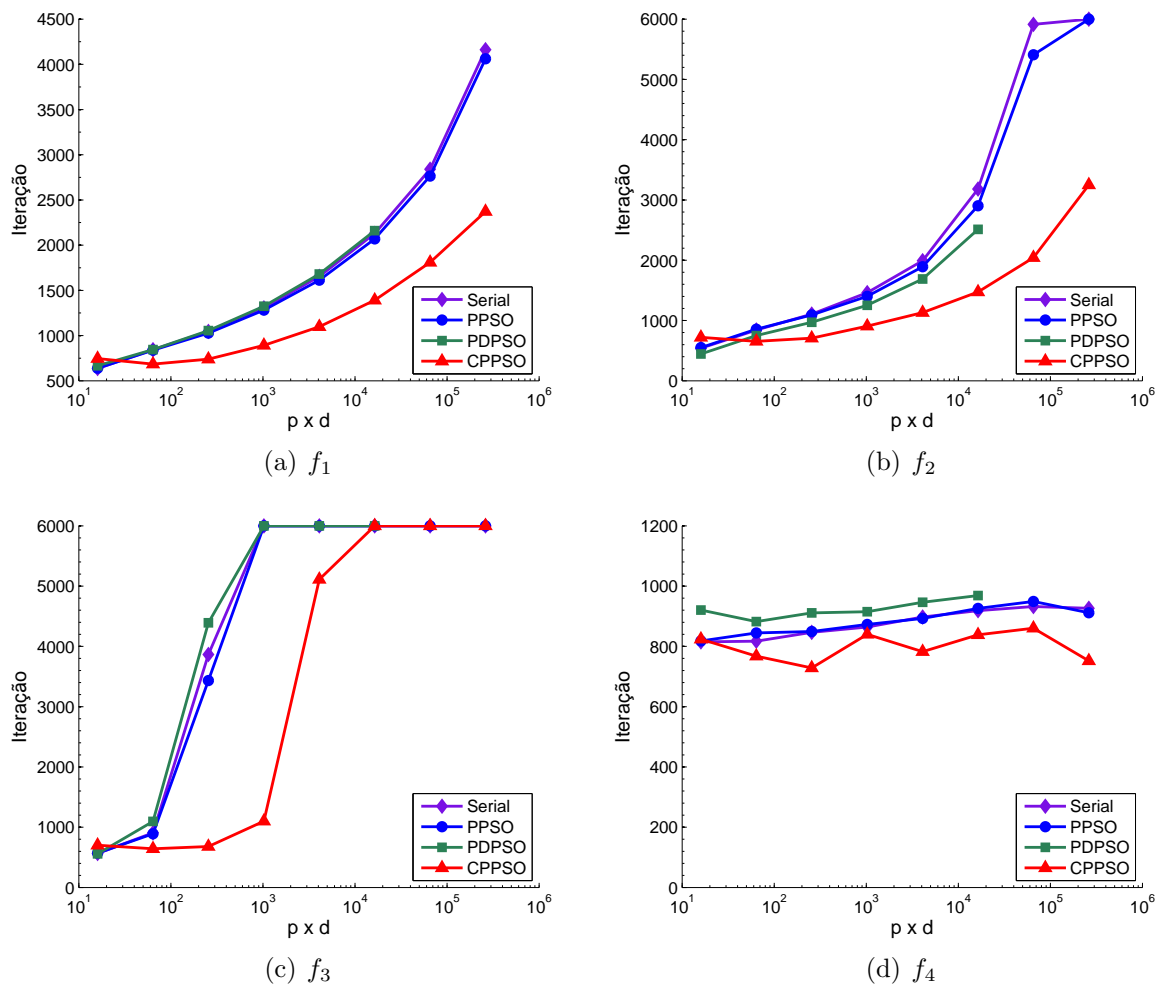 4500
4000
3500
3000
2500
2000
1500
1000
500
Iteração
10^1 10^2 10^3 10^4 10^5 10^6
p x d
Serial
PPSO
PDPSO
CPPSO
(a) f_1
6000
5000
4000
3000
2000
1000
0
Iteração
10^1 10^2 10^3 10^4 10^5 10^6
p x d
Serial
PPSO
PDPSO
CPPSO
(b) f_2
6000
5000
4000
3000
2000
1000
0
Iteração
10^1 10^2 10^3 10^4 10^5 10^6
p x d
Serial
PPSO
PDPSO
CPPSO
(c) f_3
1200
1000
800
600
400
200
0
Iteração
10^1 10^2 10^3 10^4 10^5 10^6
p x d
Serial
PPSO
PDPSO
CPPSO
(d) f_4